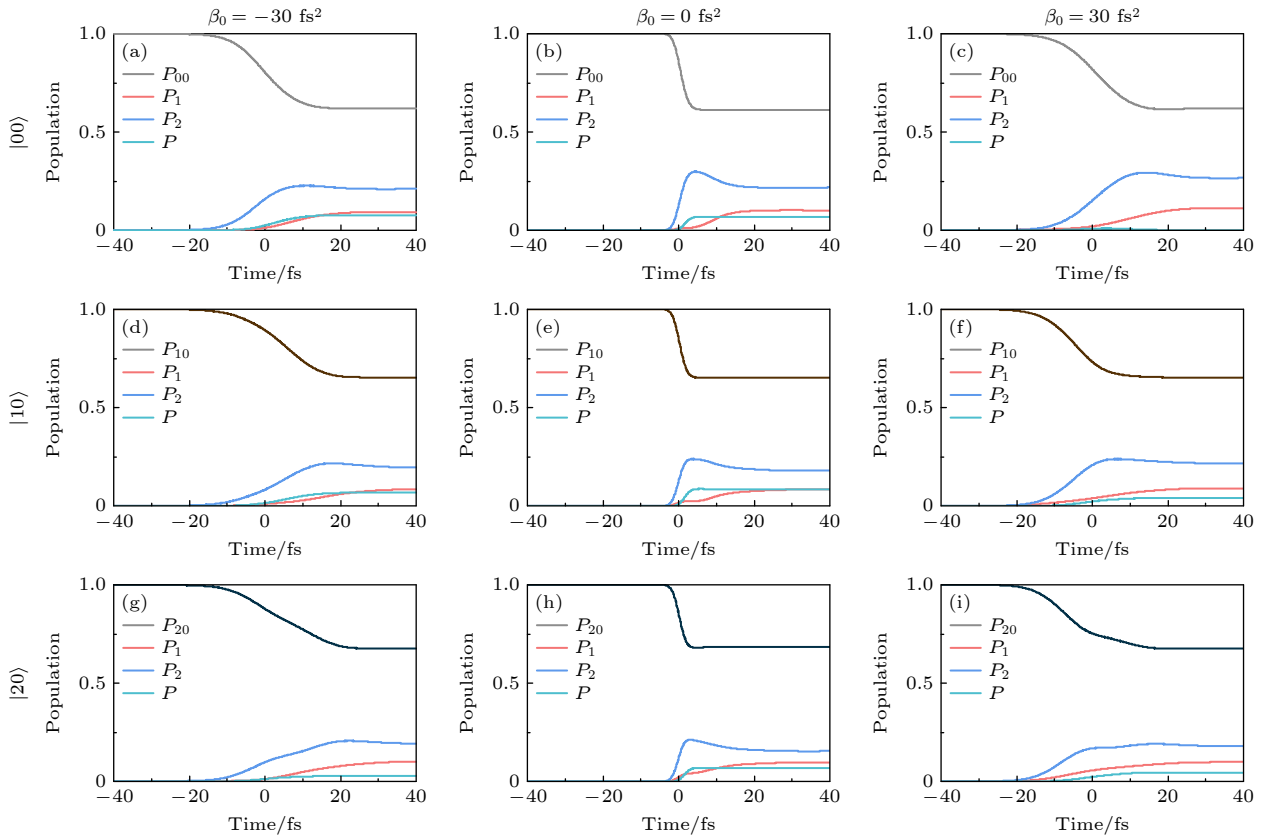 β₀ = −30 fs² β₀ = 0 fs² β₀ = 30 fs²
|00⟩
Population
1.0
0.5
0
(a)
P₀₀
P₁
P₂
P
−40 −20 0 20 40
Time/fs
Population
1.0
0.5
0
(b)
P₀₀
P₁
P₂
P
−40 −20 0 20 40
Time/fs
Population
1.0
0.5
0
(c)
P₀₀
P₁
P₂
P
−40 −20 0 20 40
Time/fs
|10⟩
Population
1.0
0.5
0
(d)
P₁₀
P₁
P₂
P
−40 −20 0 20 40
Time/fs
Population
1.0
0.5
0
(e)
P₁₀
P₁
P₂
P
−40 −20 0 20 40
Time/fs
Population
1.0
0.5
0
(f)
P₁₀
P₁
P₂
P
−40 −20 0 20 40
Time/fs
|20⟩
Population
1.0
0.5
0
(g)
P₂₀
P₁
P₂
P
−40 −20 0 20 40
Time/fs
Population
1.0
0.5
0
(h)
P₂₀
P₁
P₂
P
−40 −20 0 20 40
Time/fs
Population
1.0
0.5
0
(i)
P₂₀
P₁
P₂
P
−40 −20 0 20 40
Time/fs